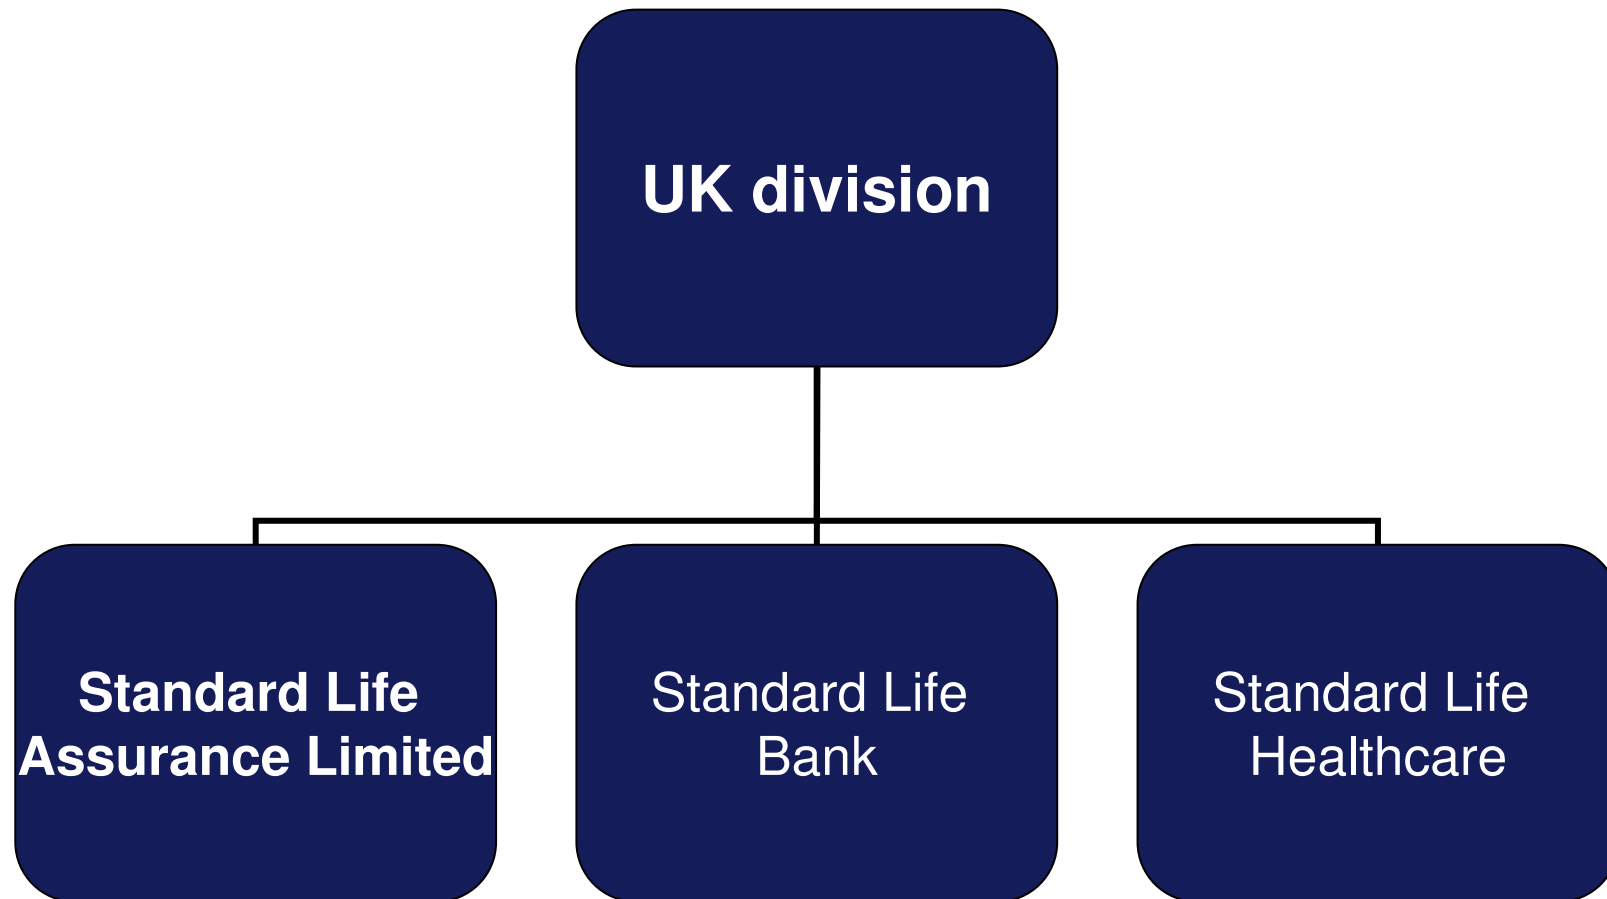 UK division
Standard Life
Assurance Limited
Standard Life
Bank
Standard Life
Healthcare